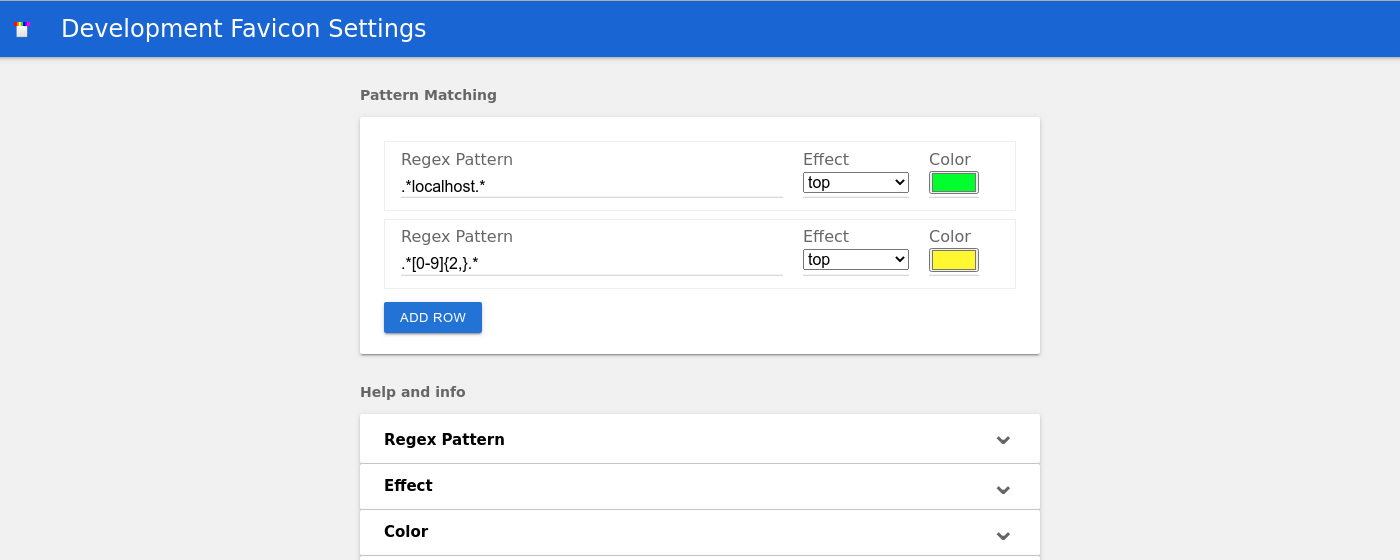 Development Favicon Settings
Pattern Matching
Regex Pattern Effect Color
.*localhost.* top
Regex Pattern Effect Color
.*[0-9]{2,}.* top
ADD ROW
Help and info
Regex Pattern
Effect
Color